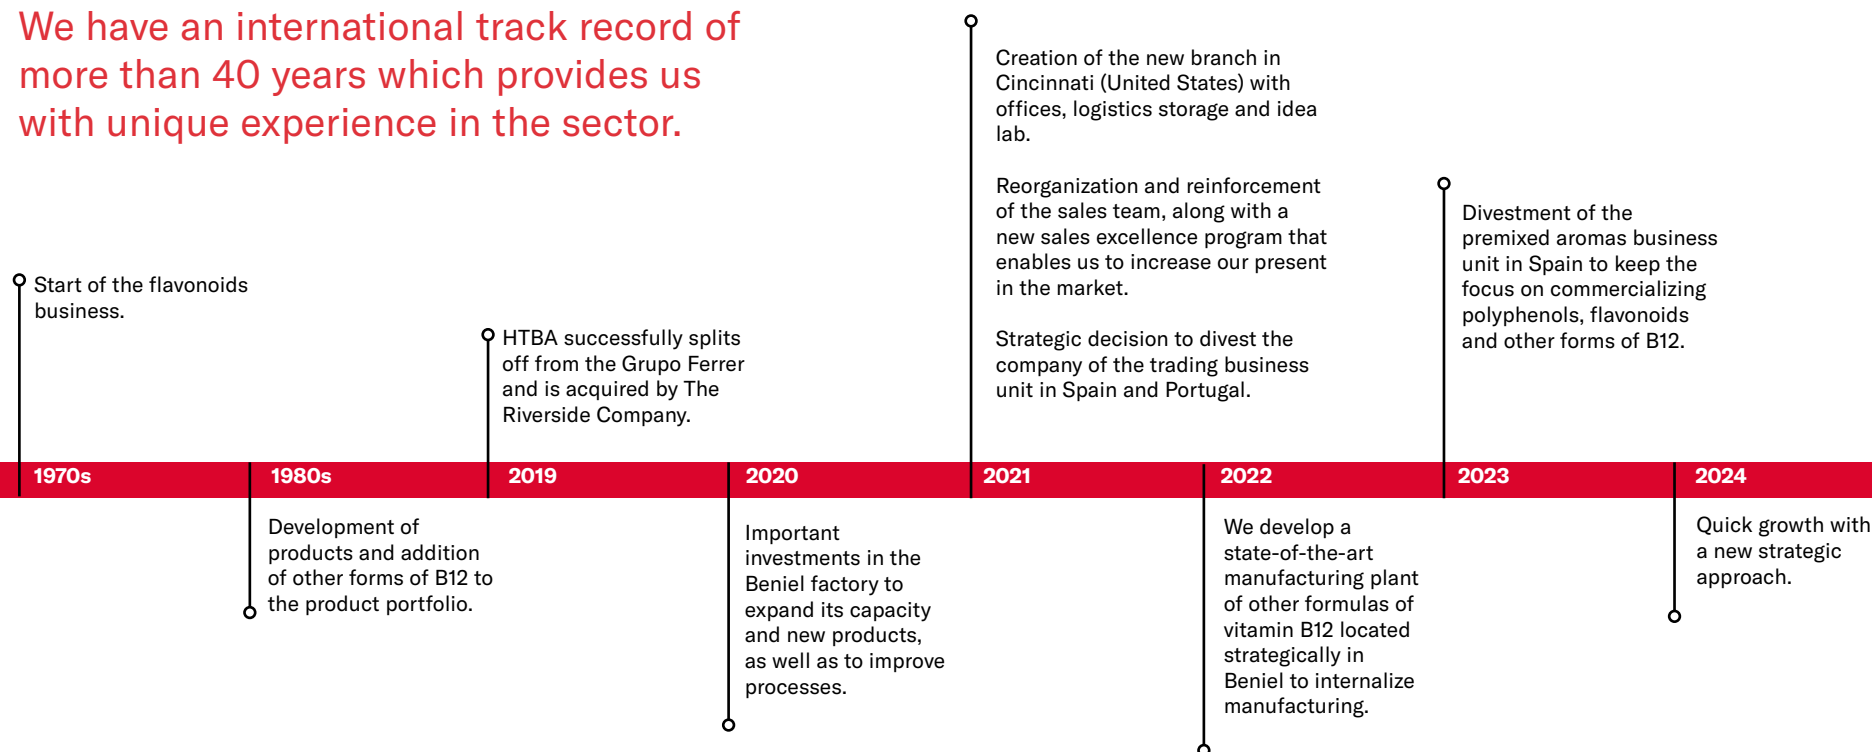 We have an international track record of
more than 40 years which provides us
with unique experience in the sector.
Start of the flavonoids
business.
HTBA successfully splits
off from the Grupo Ferrer
and is acquired by The
Riverside Company.
Creation of the new branch in
Cincinnati (United States) with
offices, logistics storage and idea
lab.
Reorganization and reinforcement
of the sales team, along with a
new sales excellence program that
enables us to increase our present
in the market.
Strategic decision to divest the
company of the trading business
unit in Spain and Portugal.
Divestment of the
premixed aromas business
unit in Spain to keep the
focus on commercializing
polyphenols, flavonoids
and other forms of B12.
1970s
1980s
2019
2020
2021
2022
2023
2024
Development of
products and addition
of other forms of B12 to
the product portfolio.
Important
investments in the
Beniel factory to
expand its capacity
and new products,
as well as to improve
processes.
We develop a
state-of-the-art
manufacturing plant
of other formulas of
vitamin B12 located
strategically in
Beniel to internalize
manufacturing.
Quick growth with
a new strategic
approach.